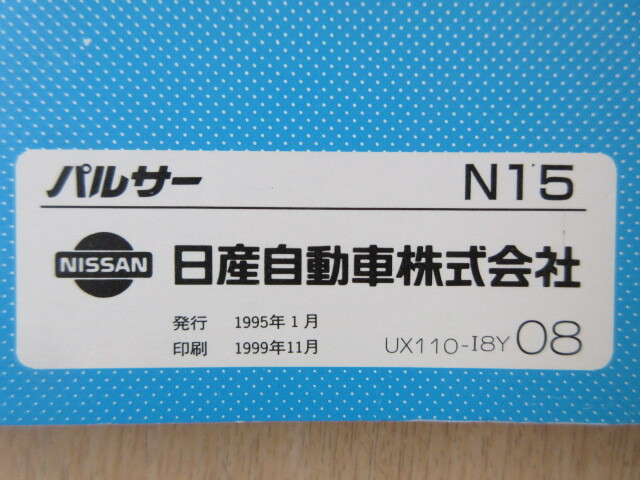 パルサー N15
NISSAN 日産自動車株式会社
発行 1995年1月
印刷 1999年11月 UX110-I8Y 08